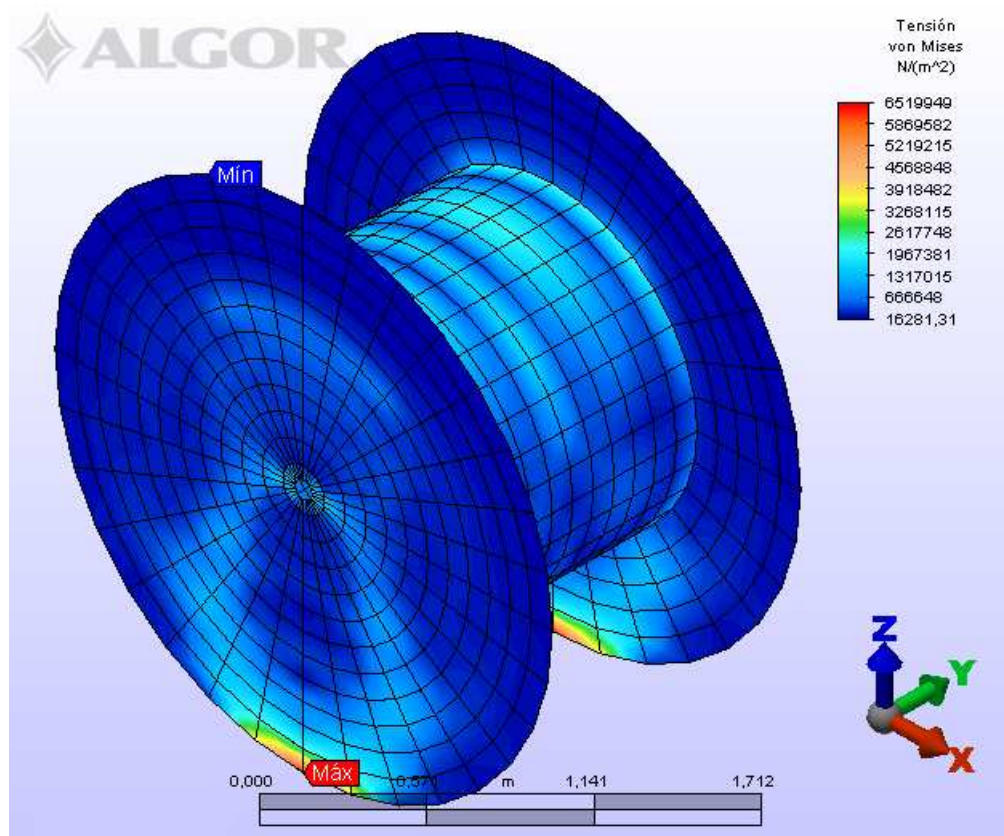 ALGOR
Tensión
von Mises
N/(m^2)
6519949
5869582
5219215
4568848
3918482
3268115
2617748
1967381
1317015
666648
16281,31
Mín
Máx
0,000 m 1,141 1,712
Z
Y
X